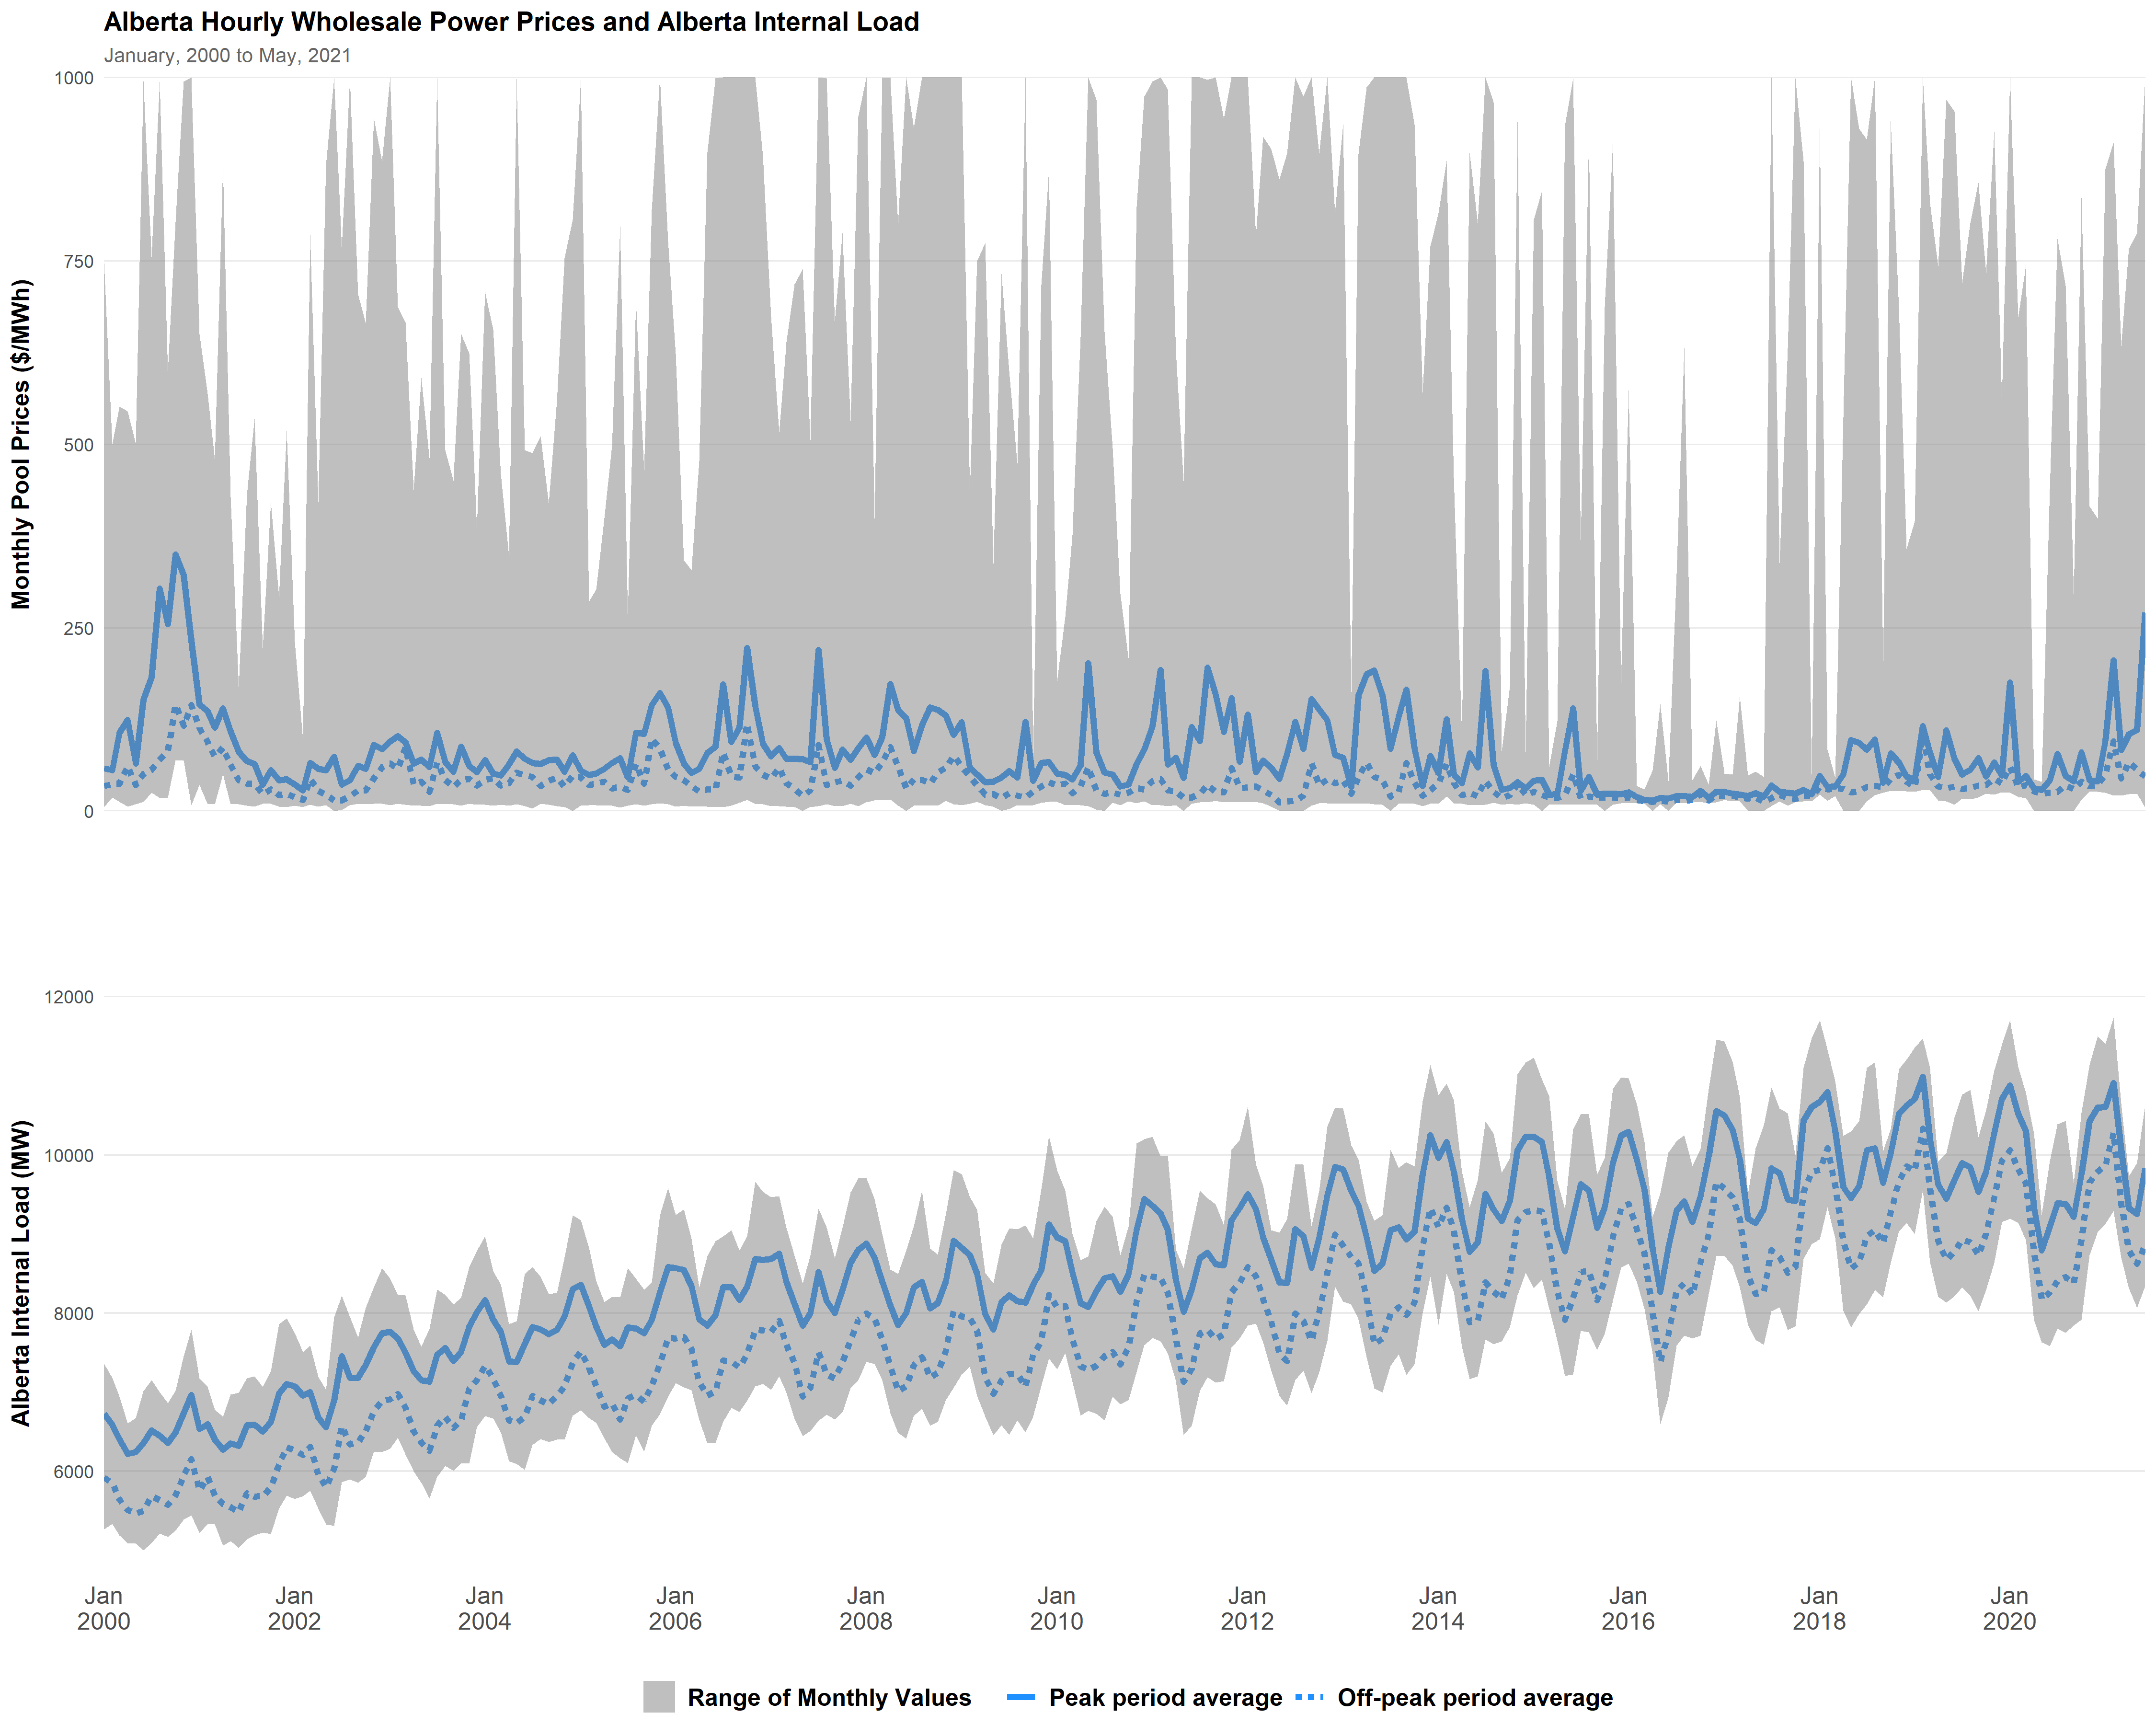 Alberta Hourly Wholesale Power Prices and Alberta Internal Load
January, 2000 to May, 2021
Monthly Pool Prices ($/MWh)
1000
750
500
250
0
Alberta Internal Load (MW)
12000
10000
8000
6000
Jan Jan Jan Jan Jan Jan Jan Jan Jan Jan Jan
2000 2002 2004 2006 2008 2010 2012 2014 2016 2018 2020
Range of Monthly Values Peak period average Off-peak period average